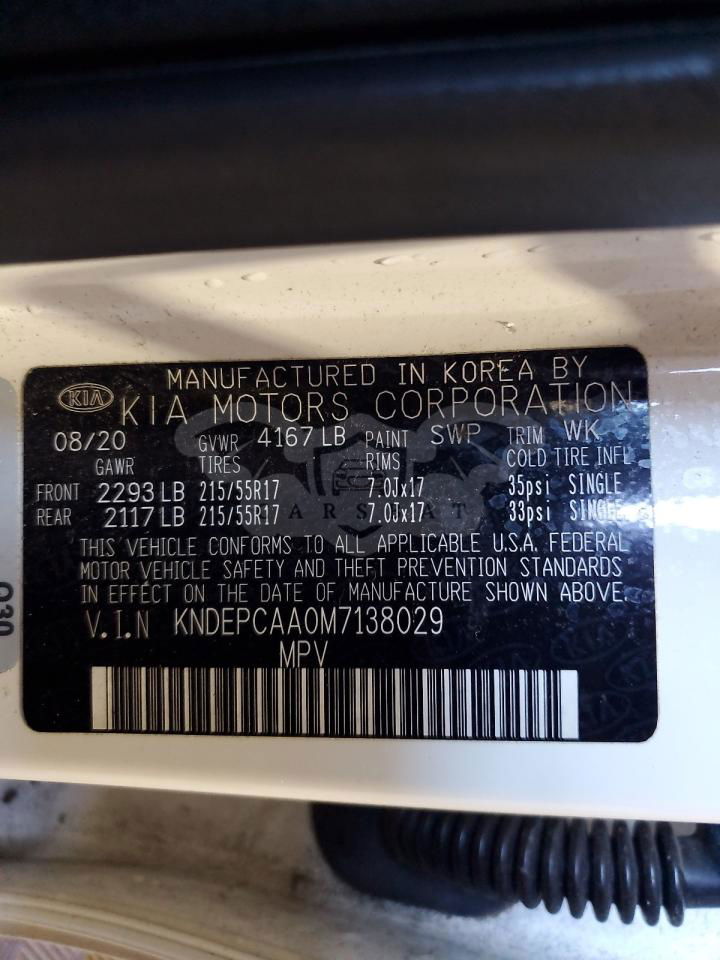 MANUFACTURED IN KOREA BY
KIA KIA MOTORS CORPORATION
08/20 GVWR 4167 LB PAINT SWP TRIM WK
GAWR TIRES RIMS COLD TIRE INFL
FRONT 2293 LB 215/55R17 7.0Jx17 35psi SINGLE
REAR 2117 LB 215/55R17 7.0Jx17 33psi SINGLE
ARSTAT
THIS VEHICLE CONFORMS TO ALL APPLICABLE U.S.A. FEDERAL
MOTOR VEHICLE SAFETY AND THEFT PREVENTION STANDARDS
IN EFFECT ON THE DATE OF MANUFACTURE SHOWN ABOVE.
V.I.N KNDEPCAA0M7138029
MPV
030